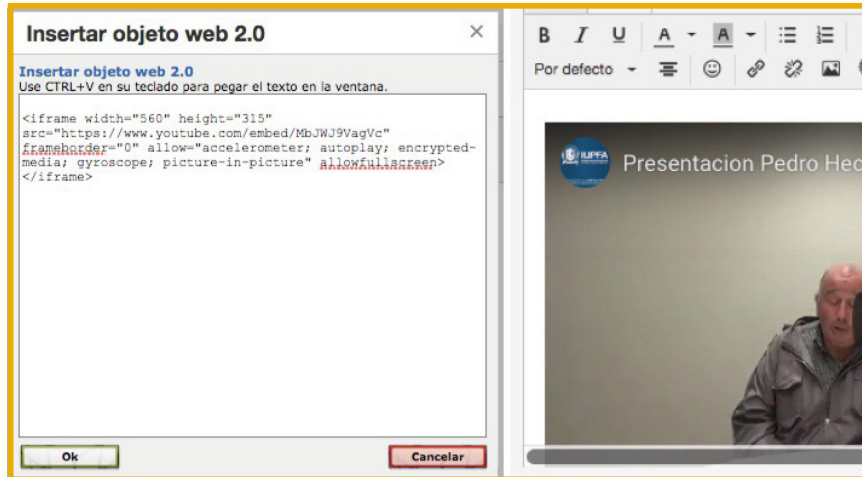 Insertar objeto web 2.0
Insertar objeto web 2.0
Use CTRL+V en su teclado para pegar el texto en la ventana.
<iframe width="560" height="315"
src="https://www.youtube.com/embed/MbJWJ9VagVc"
frameborder="0" allow="accelerometer; autoplay; encrypted-
media; gyroscope; picture-in-picture" allowfullscreen>
</iframe>
Ok
Cancelar
B I U A A
Por defecto
IUPFA
Presentacion Pedro Hec